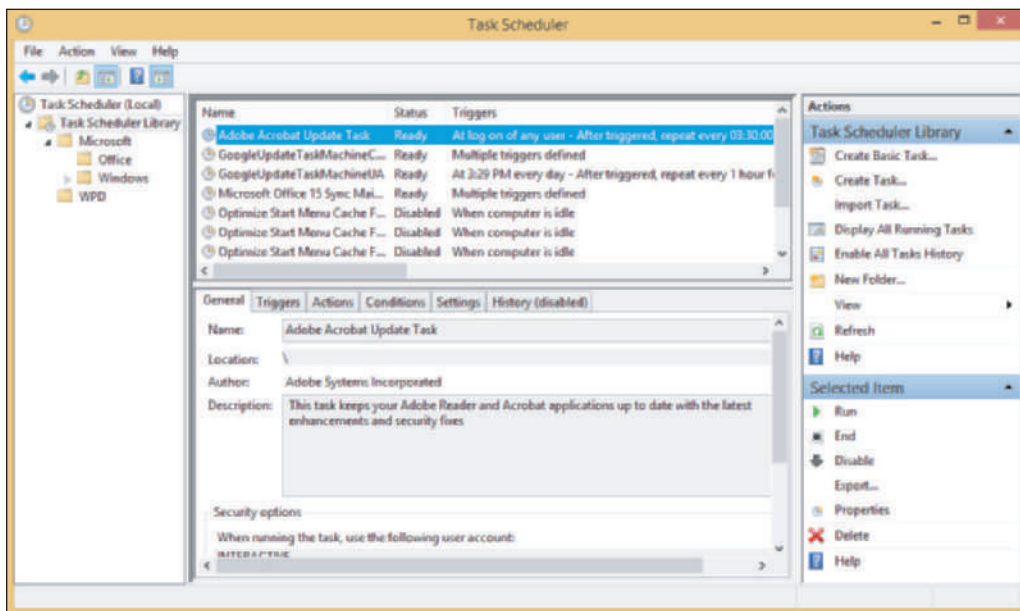 Task Scheduler
File Action View Help
Task Scheduler (Local)
Task Scheduler Library
Microsoft
Office
Windows
WPD
Name Status Triggers
Adobe Acrobat Update Task Ready At log on of any user - After triggered, repeat every 03:30:00
GoogleUpdateTaskMachineC... Ready Multiple triggers defined
GoogleUpdateTaskMachineUA Ready At 3:29 PM every day - After triggered, repeat every 1 hour f
Microsoft Office 15 Sync Mai... Ready Multiple triggers defined
Optimize Start Menu Cache F... Disabled When computer is idle
Optimize Start Menu Cache F... Disabled When computer is idle
Optimize Start Menu Cache F... Disabled When computer is idle
General Triggers Actions Conditions Settings History (disabled)
Name: Adobe Acrobat Update Task
Location: \
Author: Adobe Systems Incorporated
Description: This task keeps your Adobe Reader and Acrobat applications up to date with the latest
enhancements and security fixes
Security options
When running the task, use the following user account:
INTERACTIVE
Actions
Task Scheduler Library
Create Basic Task...
Create Task...
Import Task...
Display All Running Tasks
Enable All Tasks History
New Folder...
View
Refresh
Help
Selected Item
Run
End
Disable
Export...
Properties
Delete
Help